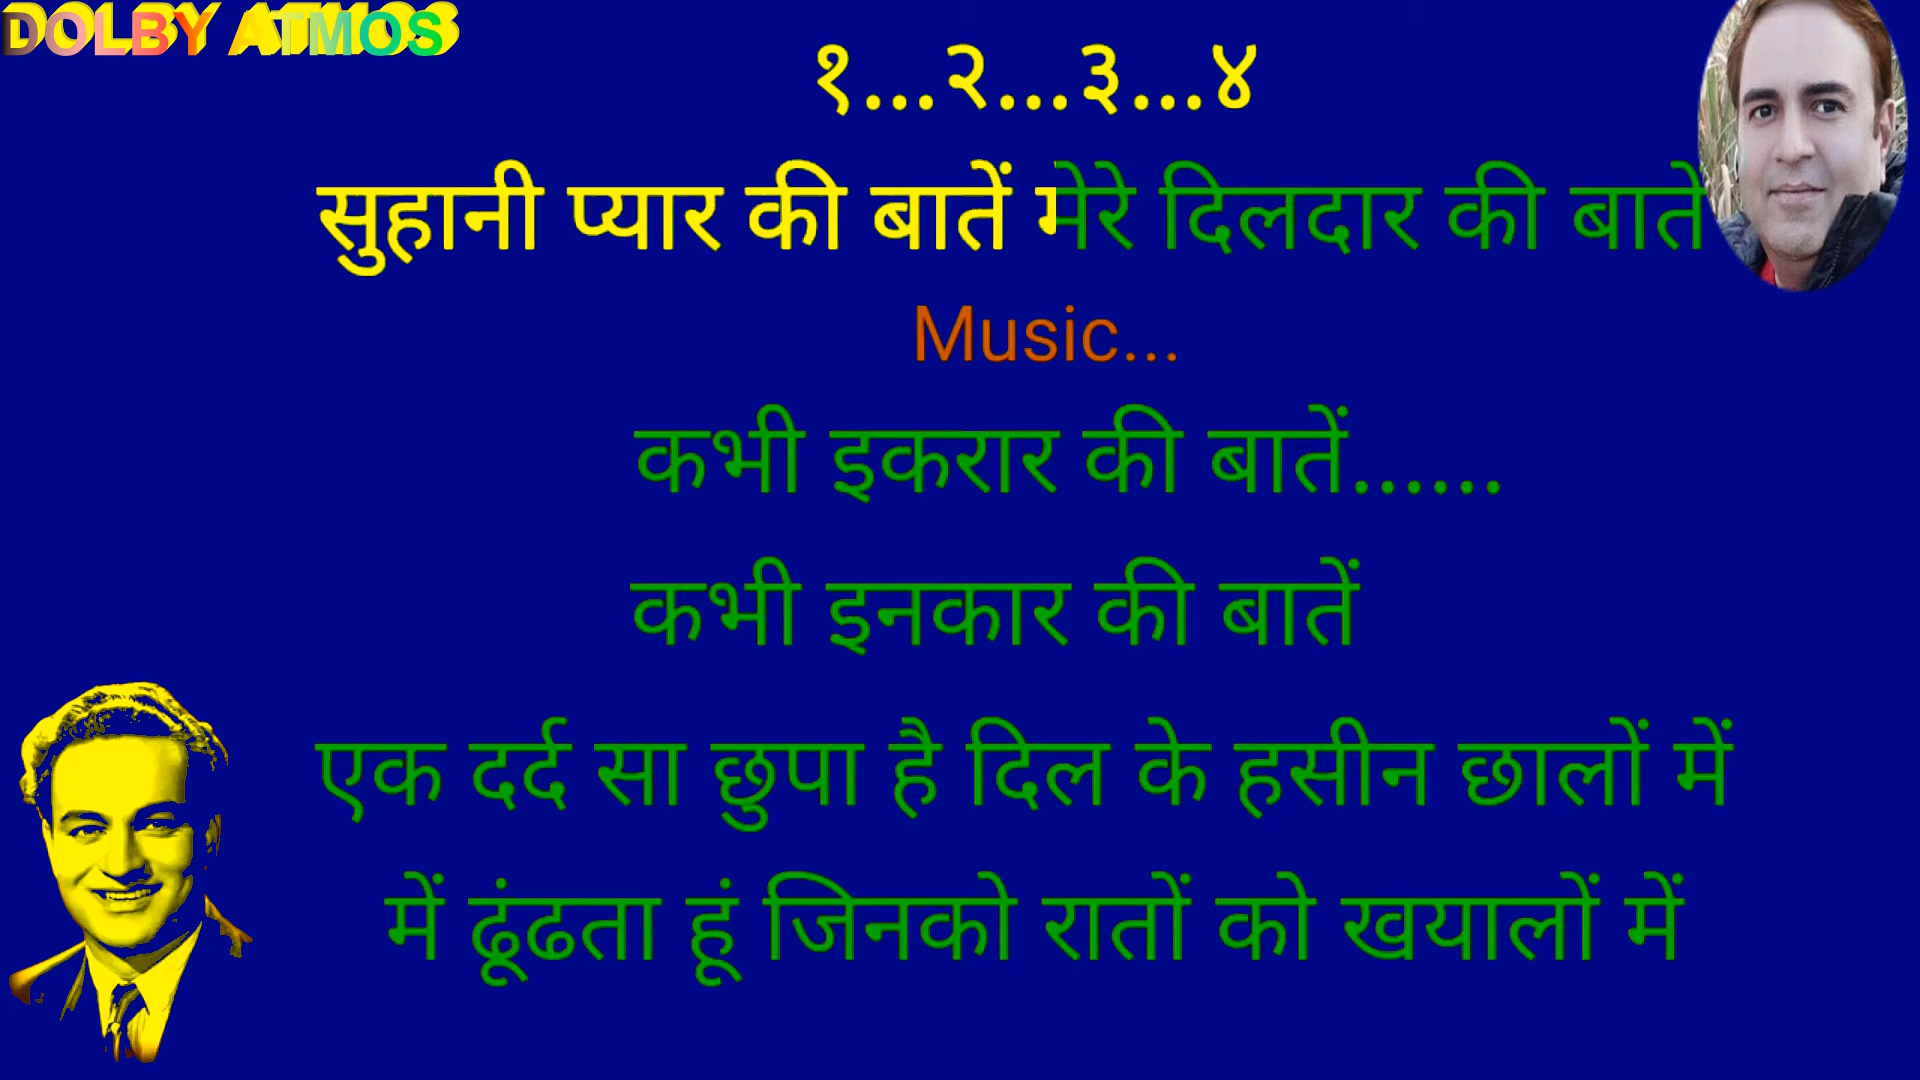 DOLBY ATMOS
१...२...३...४
सुहानी प्यार की बातें मेरे दिलदार की बाते
Music...
कभी इकरार की बातें......
कभी इनकार की बातें
एक दर्द सा छुपा है दिल के हसीन छालों में
में ढूंढता हूं जिनको रातों को खयालों में